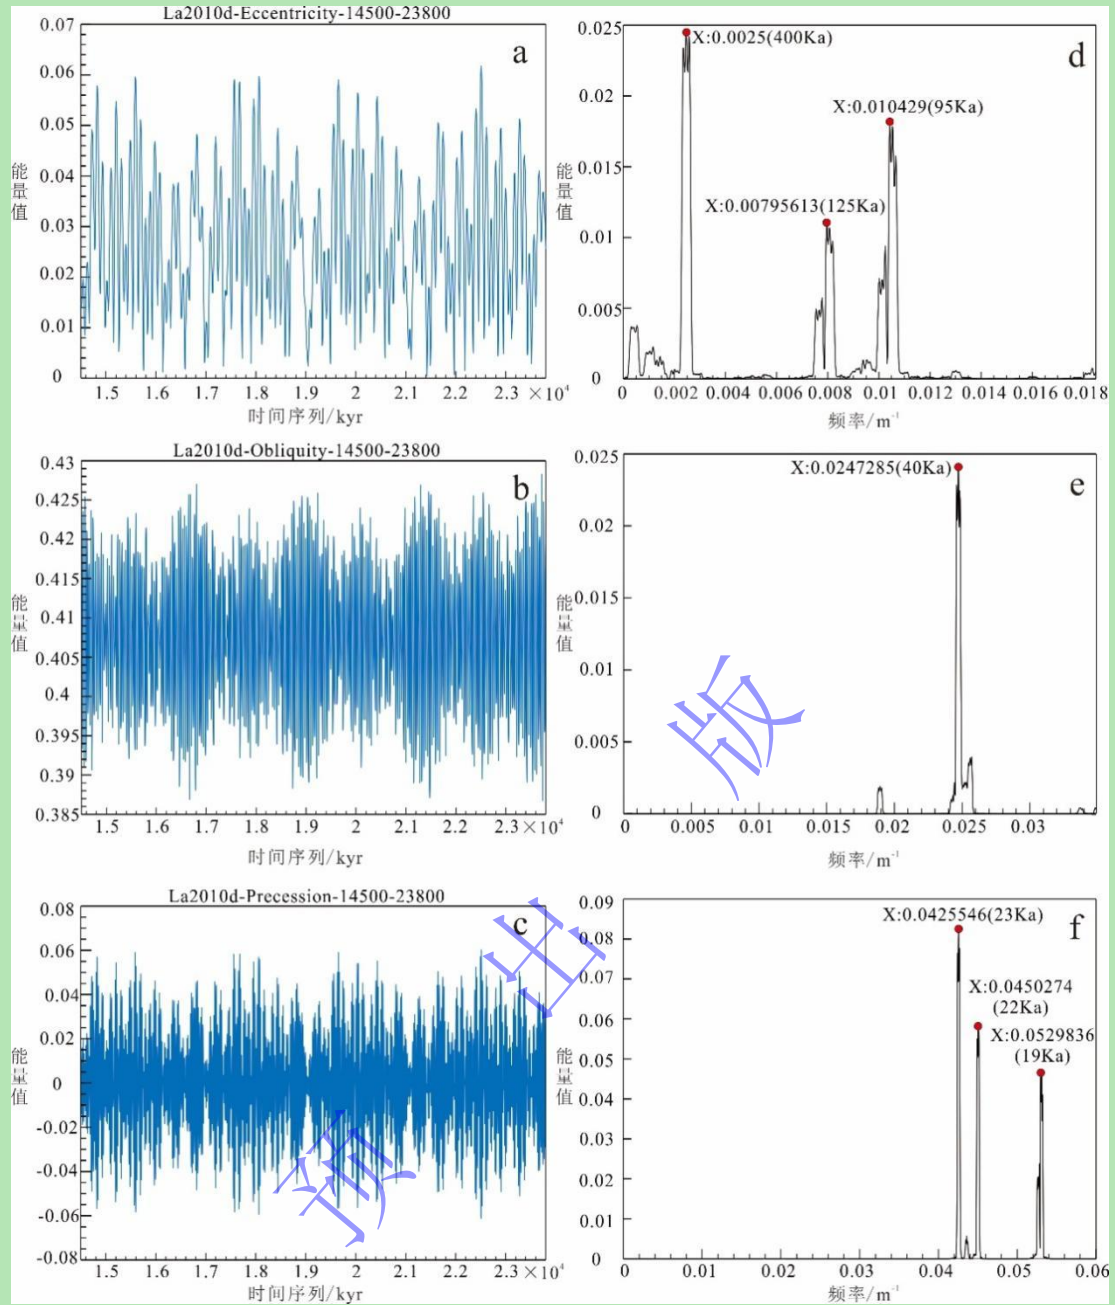 La2010d-Eccentricity-14500-23800
a
0.07
0.06
0.05
0.04
0.03
0.02
0.01
0
能量值
1.5 1.6 1.7 1.8 1.9 2 2.1 2.2 2.3 ×10⁴
时间序列/kyr
d
X:0.0025(400Ka)
X:0.010429(95Ka)
X:0.00795613(125Ka)
0.025
0.02
0.015
0.01
0.005
0
能量值
0 0.002 0.004 0.006 0.008 0.01 0.012 0.014 0.016 0.018
频率/m⁻¹
La2010d-Obliquity-14500-23800
b
0.43
0.425
0.42
0.415
0.41
0.405
0.4
0.395
0.39
0.385
能量值
1.5 1.6 1.7 1.8 1.9 2 2.1 2.2 2.3×10⁴
时间序列/kyr
X:0.0247285(40Ka)
e
0.025
0.02
0.015
0.01
0.005
0
能量值
0 0.005 0.01 0.015 0.02 0.025 0.03
频率/m⁻¹
La2010d-Precession-14500-23800
c
0.08
0.06
0.04
0.02
0
-0.02
-0.04
-0.06
-0.08
能量值
1.5 1.6 1.7 1.8 1.9 2 2.1 2.2 2.3 ×10⁴
时间序列/kyr
X:0.0425546(23Ka)
f
X:0.0450274
(22Ka)
X:0.0529836
(19Ka)
0.09
0.08
0.07
0.06
0.05
0.04
0.03
0.02
0.01
0
能量值
0 0.01 0.02 0.03 0.04 0.05 0.06
频率/m⁻¹
预出版